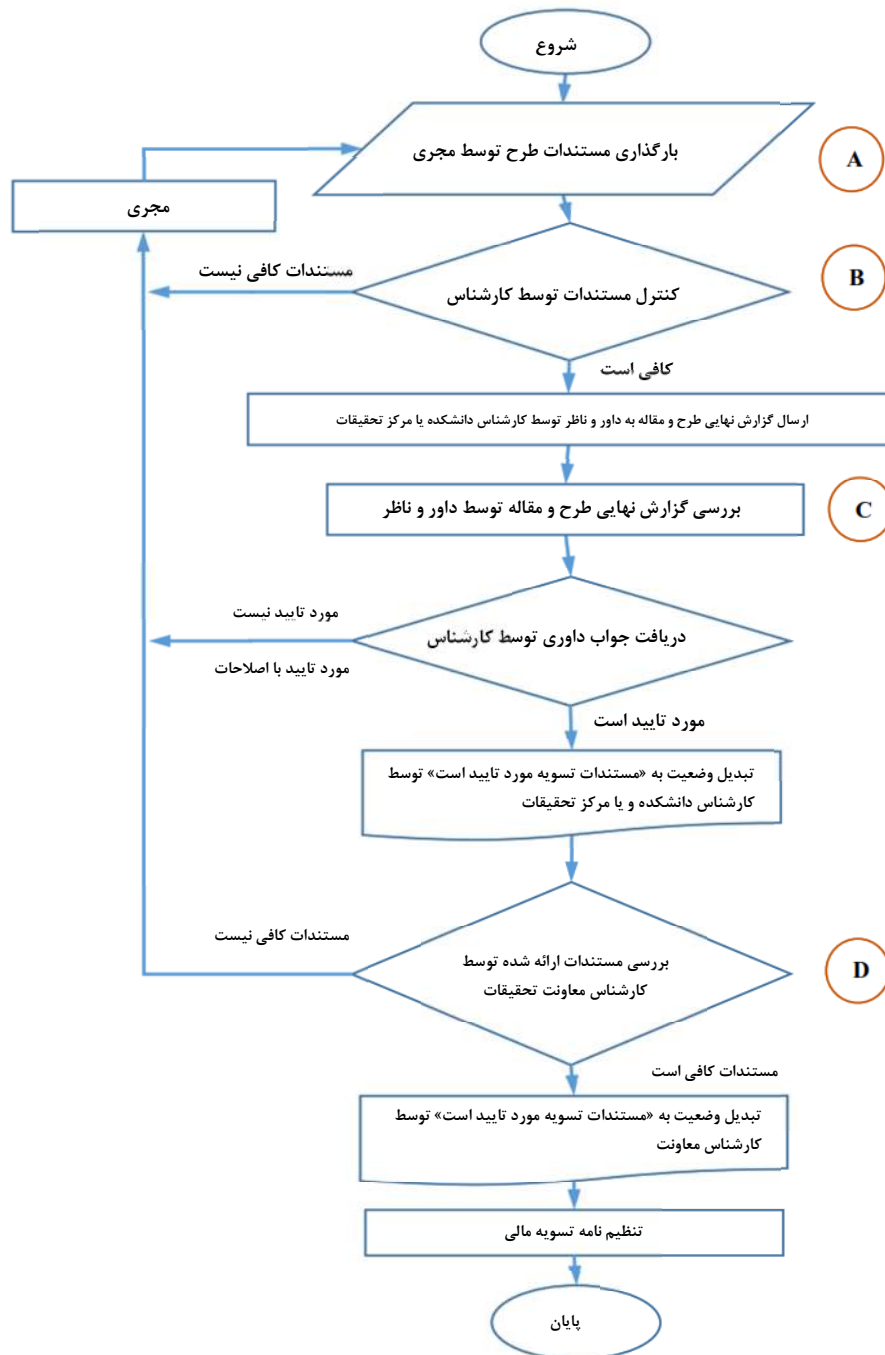 شروع
بارگذاری مستندات طرح توسط مجری
A
مجری
مستندات کافی نیست
کنترل مستندات توسط کارشناس
B
کافی است
ارسال گزارش نهایی طرح و مقاله به داور و ناظر توسط کارشناس دانشکده یا مرکز تحقیقات
بررسی گزارش نهایی طرح و مقاله توسط داور و ناظر
C
مورد تایید نیست
دریافت جواب داوری توسط کارشناس
مورد تایید با اصلاحات
مورد تایید است
تبدیل وضعیت به «مستندات تسویه مورد تایید است» توسط
کارشناس دانشکده و یا مرکز تحقیقات
مستندات کافی نیست
بررسی مستندات ارائه شده توسط
کارشناس معاونت تحقیقات
D
مستندات کافی است
تبدیل وضعیت به «مستندات تسویه مورد تایید است» توسط
کارشناس معاونت
تنظیم نامه تسویه مالی
پایان